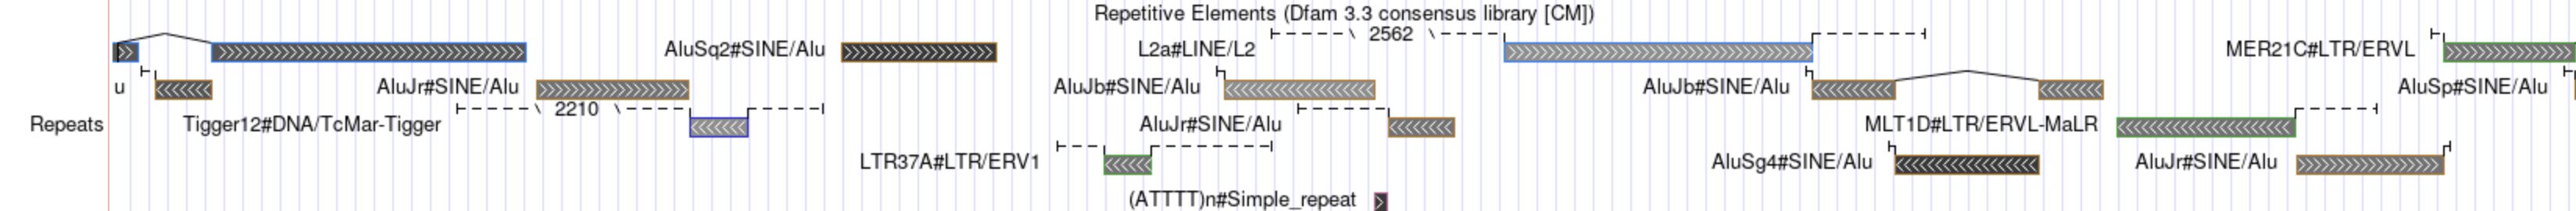 Repetitive Elements (Dfam 3.3 consensus library [CM])
AluSq2#SINE/Alu L2a#LINE/L2 2562 MER21C#LTR/ERVL
u AluJr#SINE/Alu AluJb#SINE/Alu AluJb#SINE/Alu AluSp#SINE/Alu
Repeats Tigger12#DNA/TcMar-Tigger 2210 AluJr#SINE/Alu MLT1D#LTR/ERVL-MaLR
LTR37A#LTR/ERV1 AluSg4#SINE/Alu AluJr#SINE/Alu
(ATTTT)n#Simple_repeat